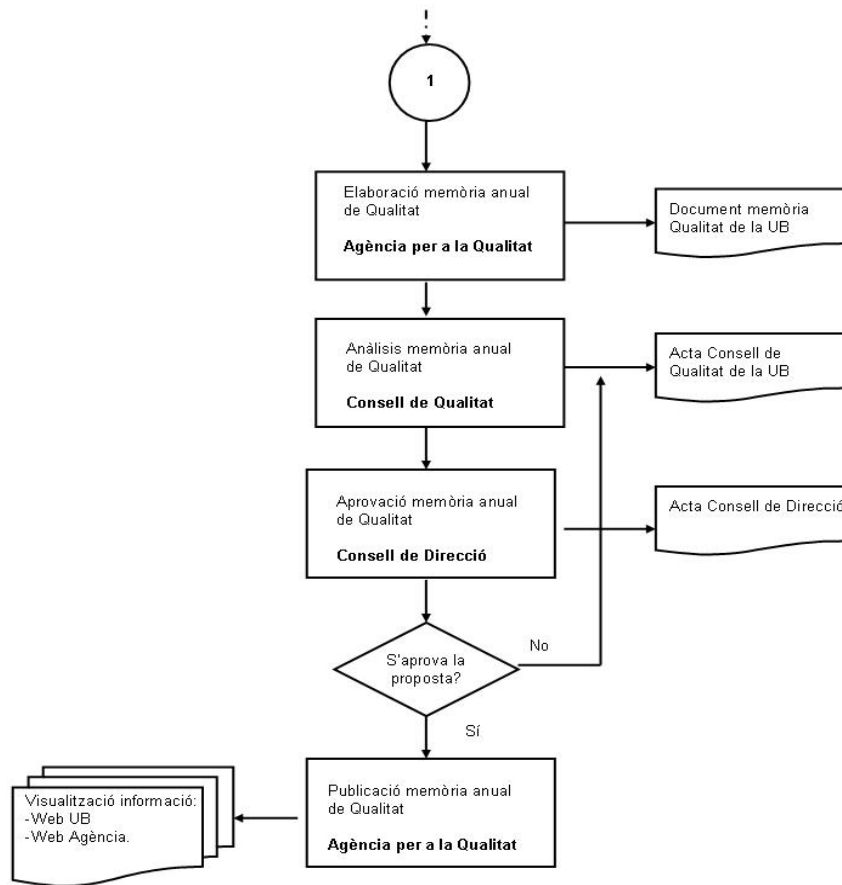 1
Elaboració memòria anual
de Qualitat
Agència per a la Qualitat
Document memòria
Qualitat de la UB
Anàlisis memòria anual
de Qualitat
Consell de Qualitat
Acta Consell de
Qualitat de la UB
Aprovació memòria anual
de Qualitat
Consell de Direcció
Acta Consell de Direcció
S'aprova la
proposta?
No
Sí
Publicació memòria anual
de Qualitat
Agència per a la Qualitat
Visualització informació:
-Web UB
-Web Agència.